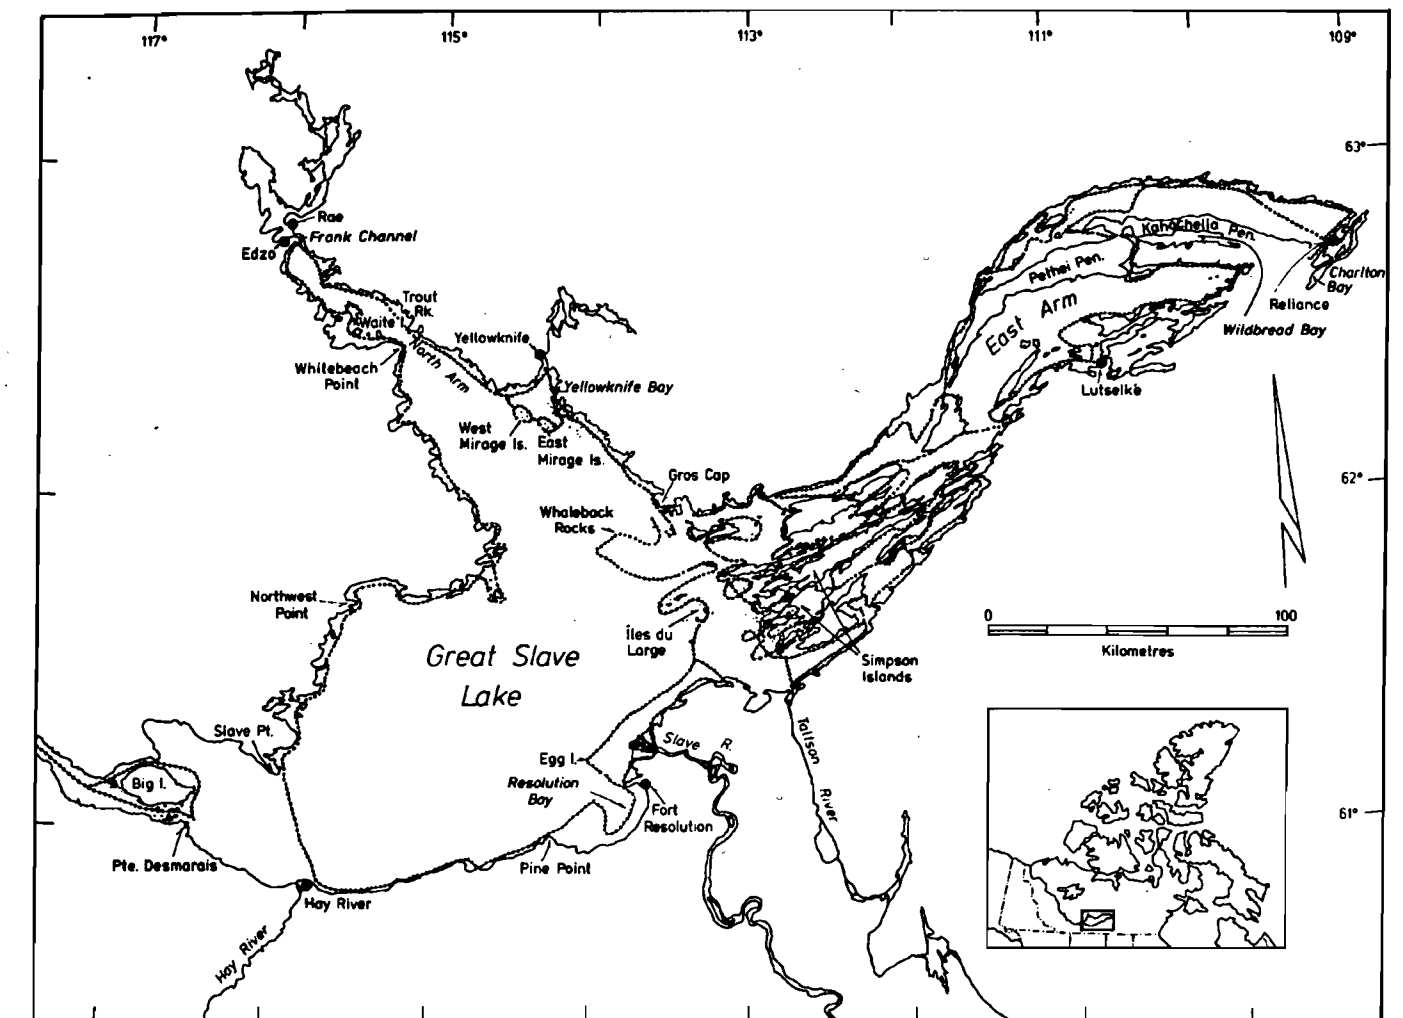 117°
115°
113°
111°
109°
63°
Rae
Frank Channel
Edzo
Kahochella Pen.
Pethei Pen.
Charlton
Bay
Reliance
Wildbread Bay
East Arm
Trout
Rk.
Waite I.
North Arm
Yellowknife
Whitebeach
Point
Yellowknife Bay
Lutselke
West
Mirage Is.
East
Mirage Is.
Gros Cap
62°
Whaleback
Rocks
Northwest
Point
0
100
Kilometres
Îles du
Large
Great Slave
Lake
Simpson
Islands
Slave Pt.
Taltson
River
Slave R.
Egg I.
Big I.
Resolution
Bay
Fort
Resolution
61°
Pte. Desmarais
Pine Point
Hay River
Hay River